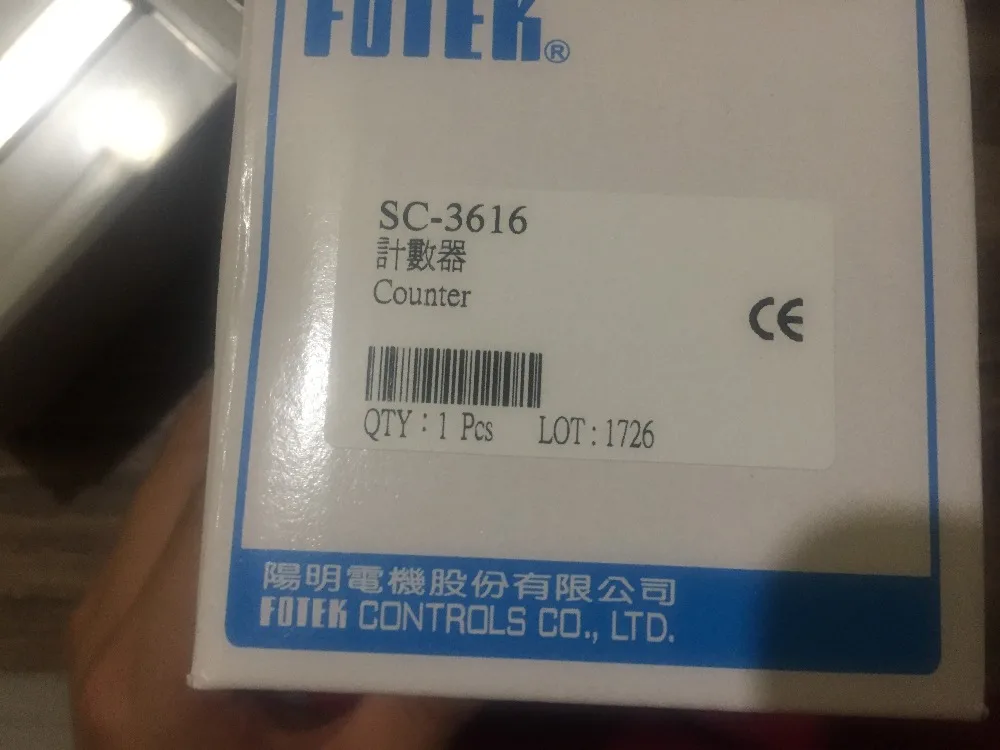 FOTEK®
SC-3616
計數器
Counter
CE
QTY : 1 Pcs LOT : 1726
陽明電機股份有限公司
FOTEK CONTROLS CO., LTD.